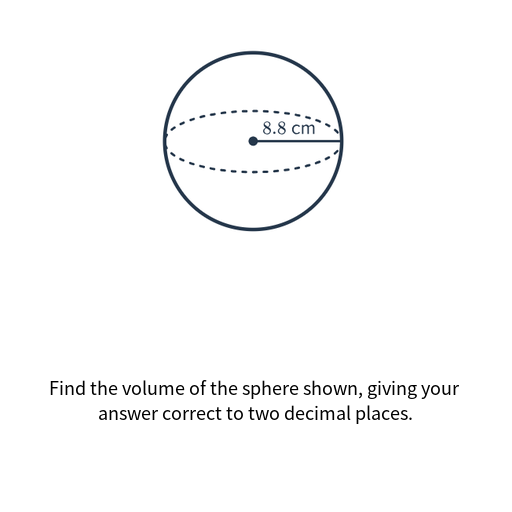 8.8 cm
Find the volume of the sphere shown, giving your
answer correct to two decimal places.